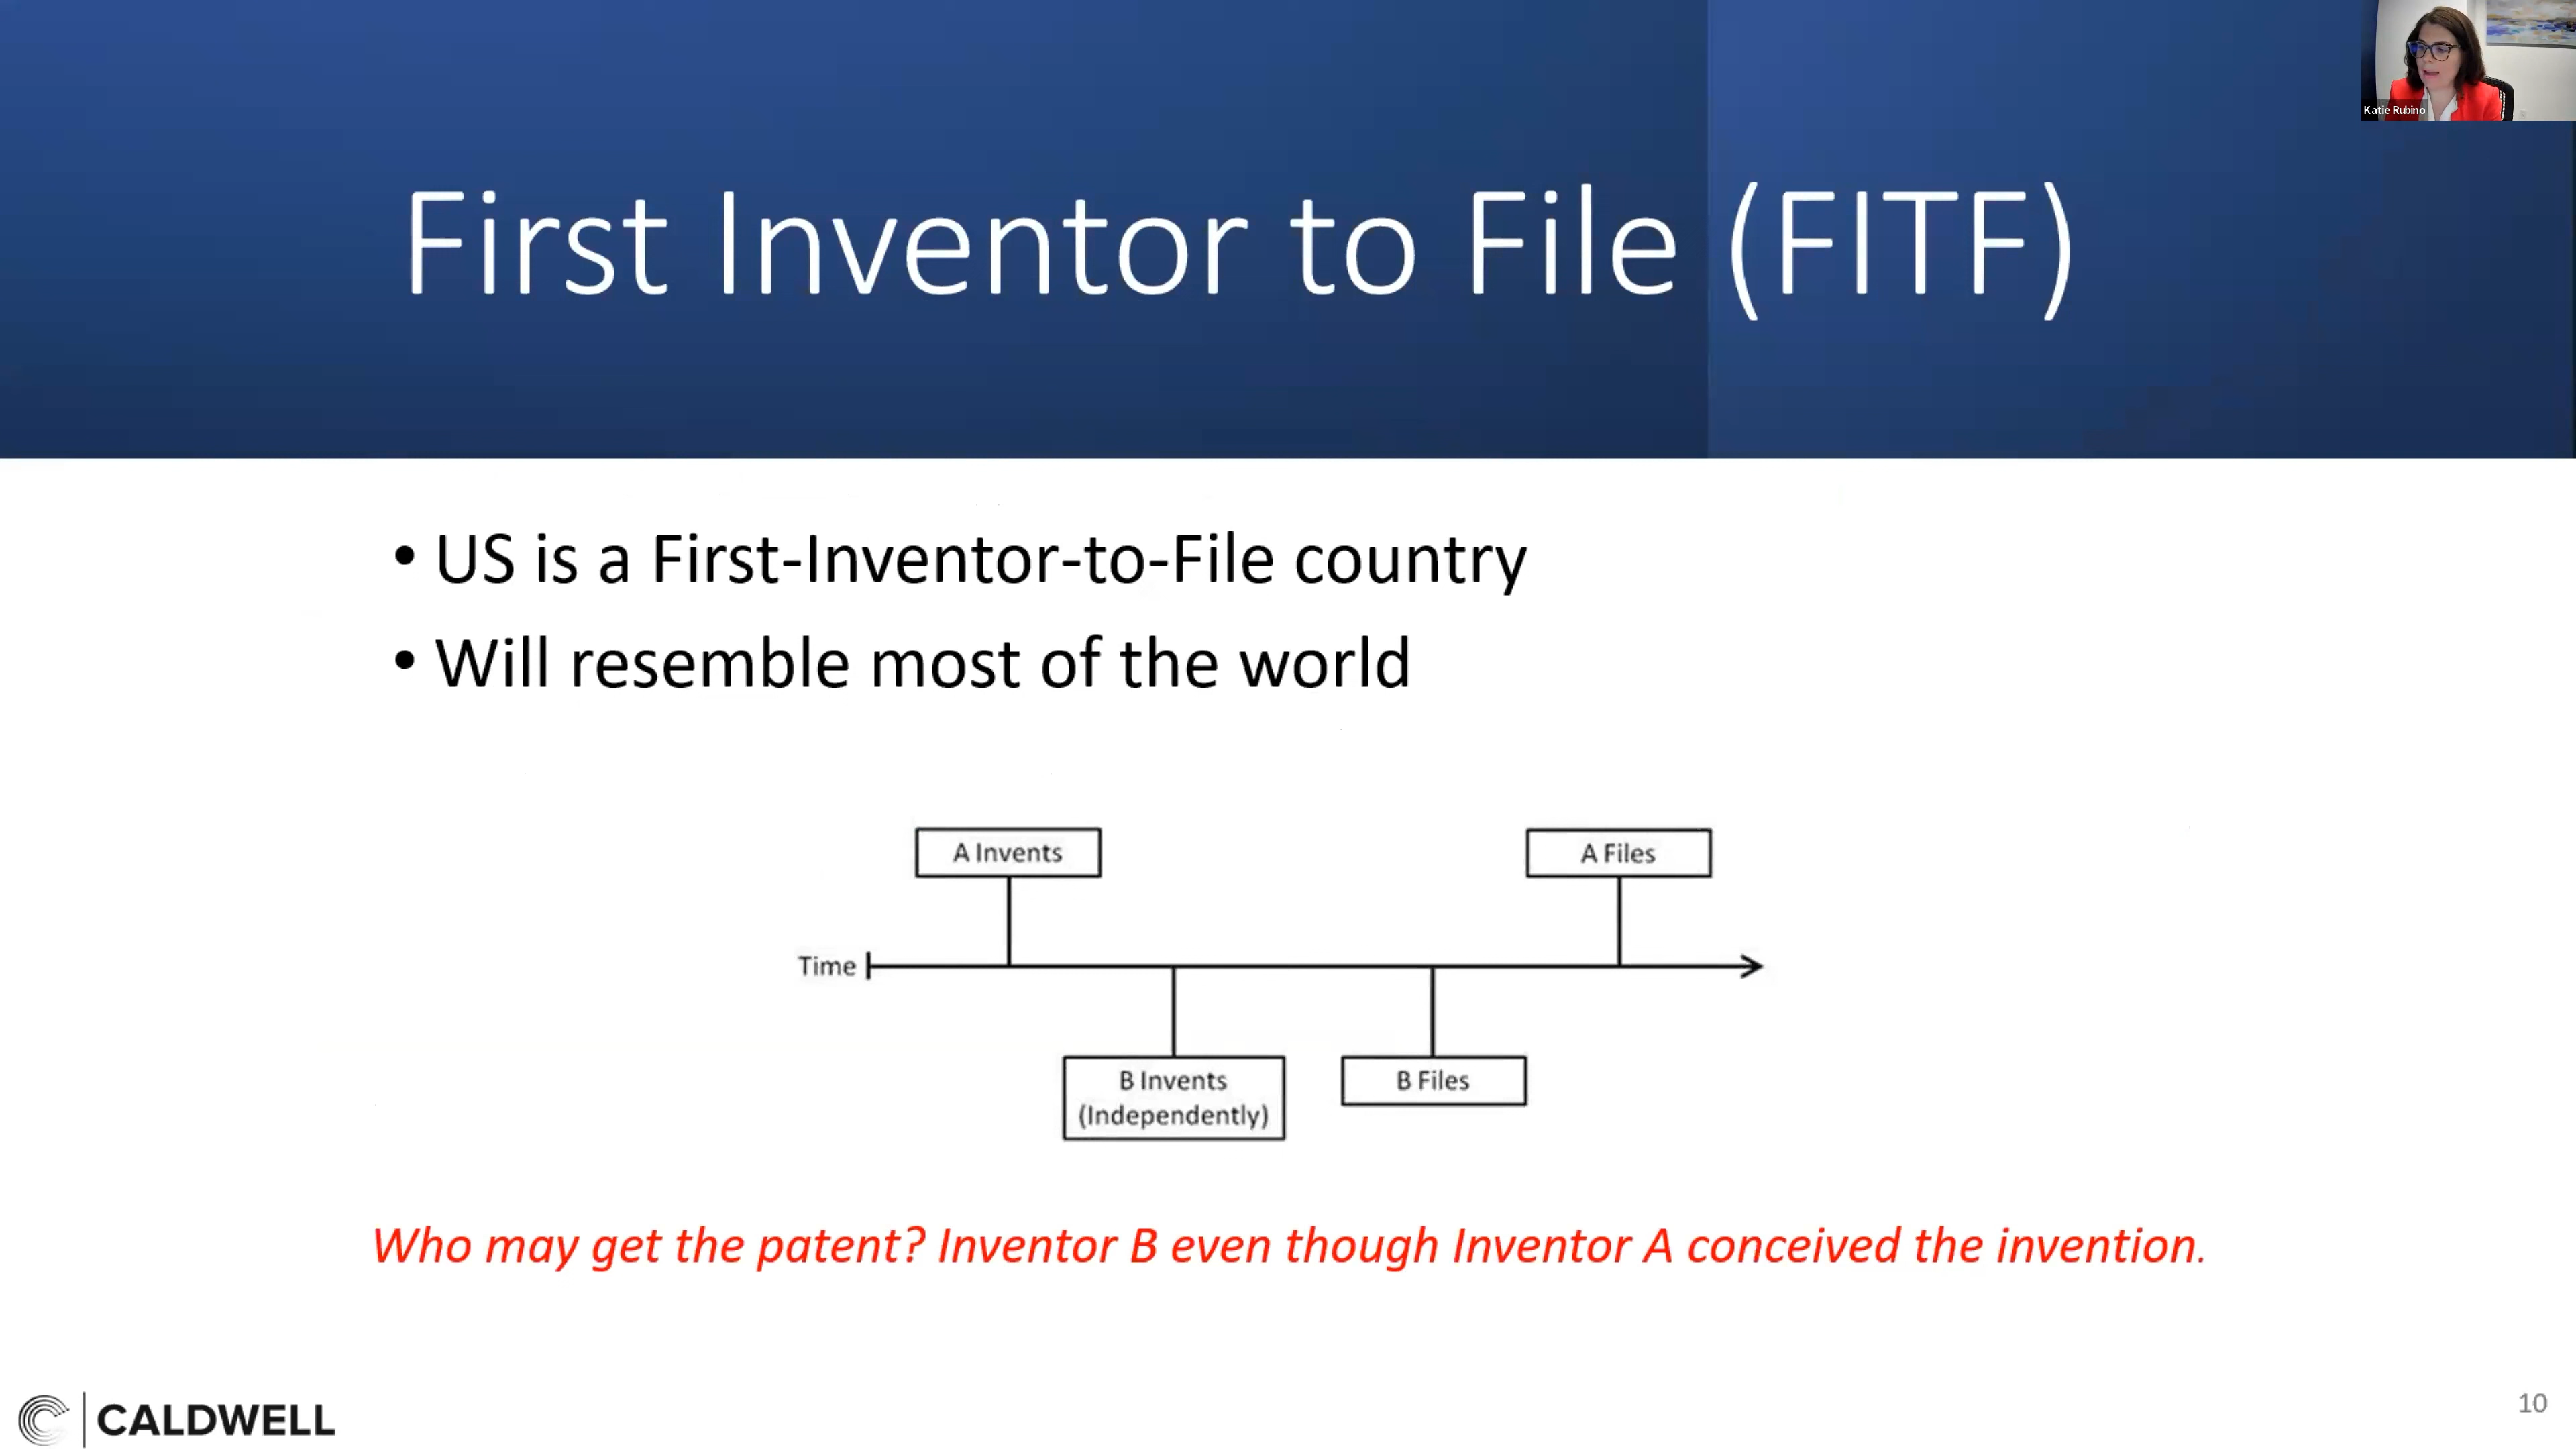 Katie Rubino
First Inventor to File (FITF)
• US is a First-Inventor-to-File country
• Will resemble most of the world
A Invents
A Files
Time
B Invents
(Independently)
B Files
Who may get the patent? Inventor B even though Inventor A conceived the invention.
CALDWELL
10